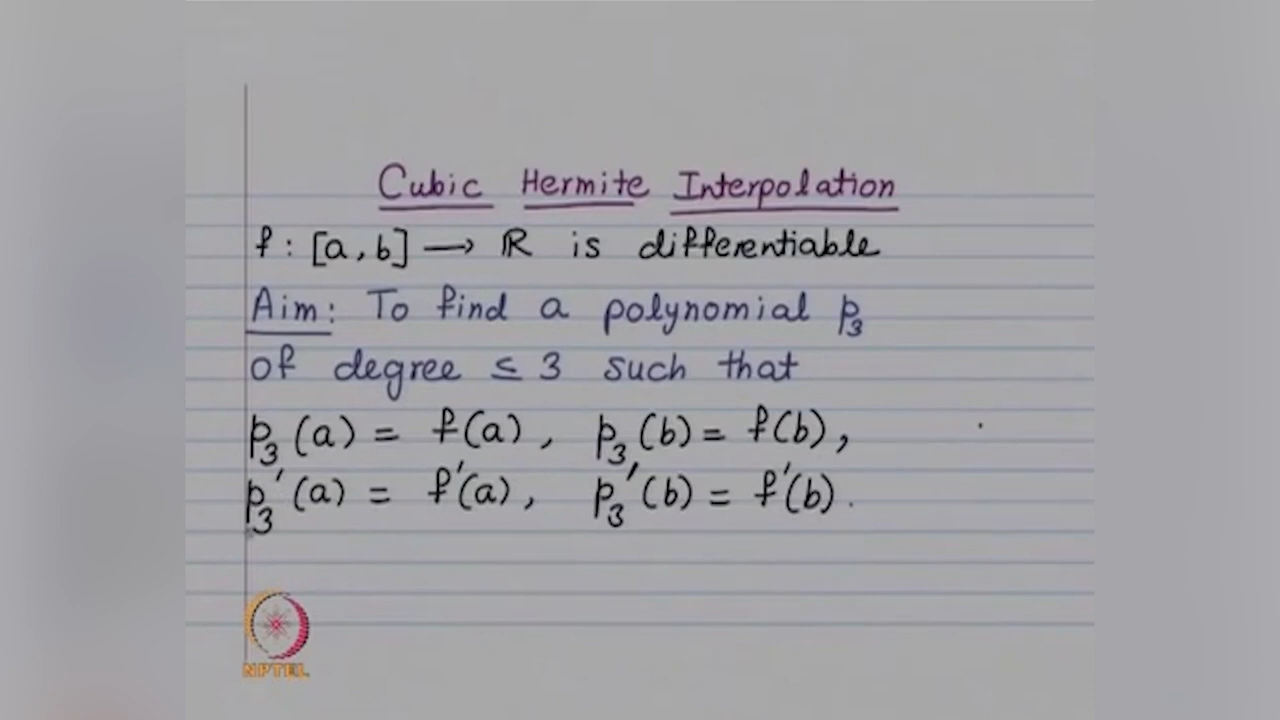 Cubic Hermite Interpolation
f : [a, b] ⟶ ℝ is differentiable
Aim: To find a polynomial p₃
of degree ≤ 3 such that
p₃(a) = f(a), p₃(b) = f(b),
p₃'(a) = f'(a), p₃'(b) = f'(b).
NPTEL